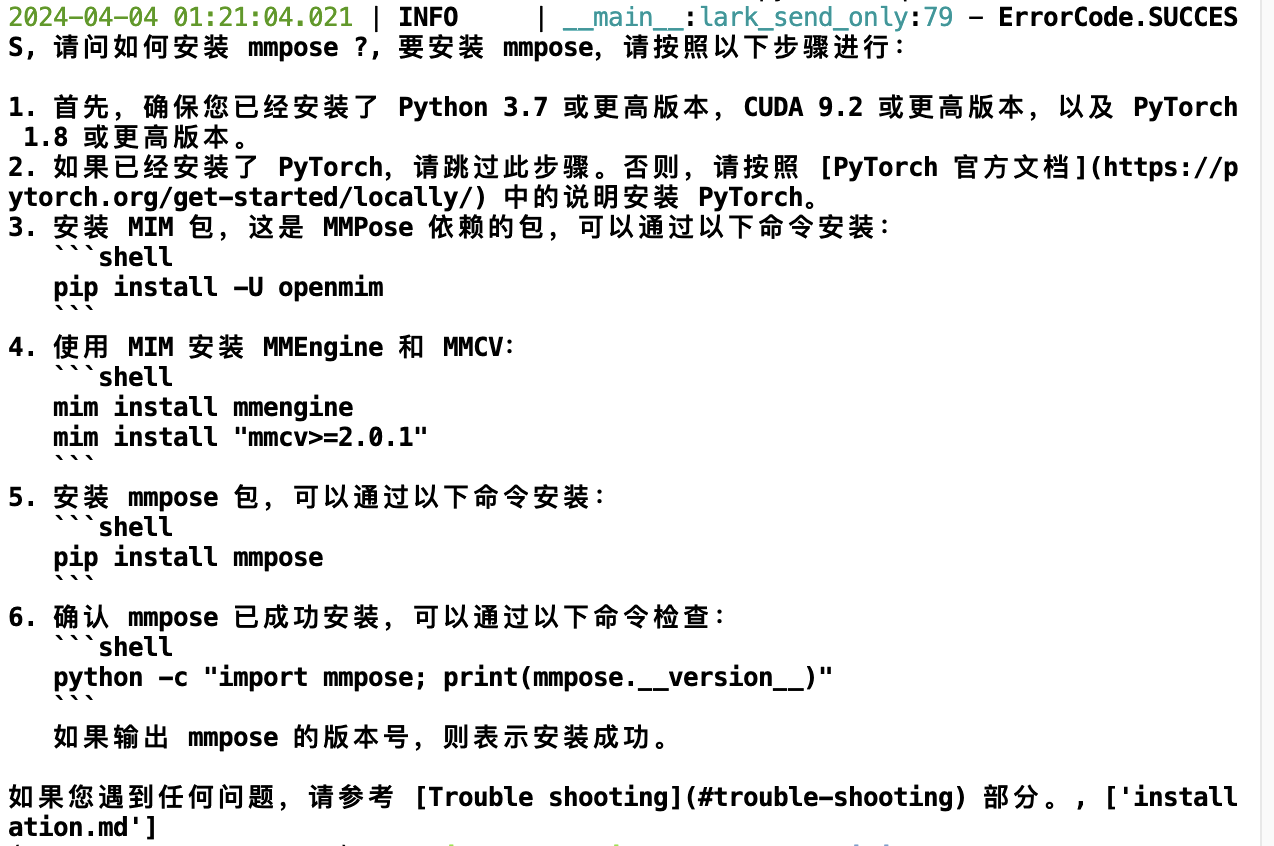 2024-04-04 01:21:04.021 | INFO     | __main__:lark_send_only:79 - ErrorCode.SUCCES
S, 请问如何安装 mmpose ?, 要安装 mmpose，请按照以下步骤进行：
1. 首先，确保您已经安装了 Python 3.7 或更高版本，CUDA 9.2 或更高版本，以及 PyTorch
 1.8 或更高版本。
2. 如果已经安装了 PyTorch，请跳过此步骤。否则，请按照 [PyTorch 官方文档](https://p
ytorch.org/get-started/locally/) 中的说明安装 PyTorch。
3. 安装 MIM 包，这是 MMPose 依赖的包，可以通过以下命令安装：
   ```shell
   pip install -U openmim
   ```
4. 使用 MIM 安装 MMEngine 和 MMCV：
   ```shell
   mim install mmengine
   mim install "mmcv>=2.0.1"
   ```
5. 安装 mmpose 包，可以通过以下命令安装：
   ```shell
   pip install mmpose
   ```
6. 确认 mmpose 已成功安装，可以通过以下命令检查：
   ```shell
   python -c "import mmpose; print(mmpose.__version__)"
   ```
   如果输出 mmpose 的版本号，则表示安装成功。
如果您遇到任何问题，请参考 [Trouble shooting](#trouble-shooting) 部分。, ['install
ation.md']